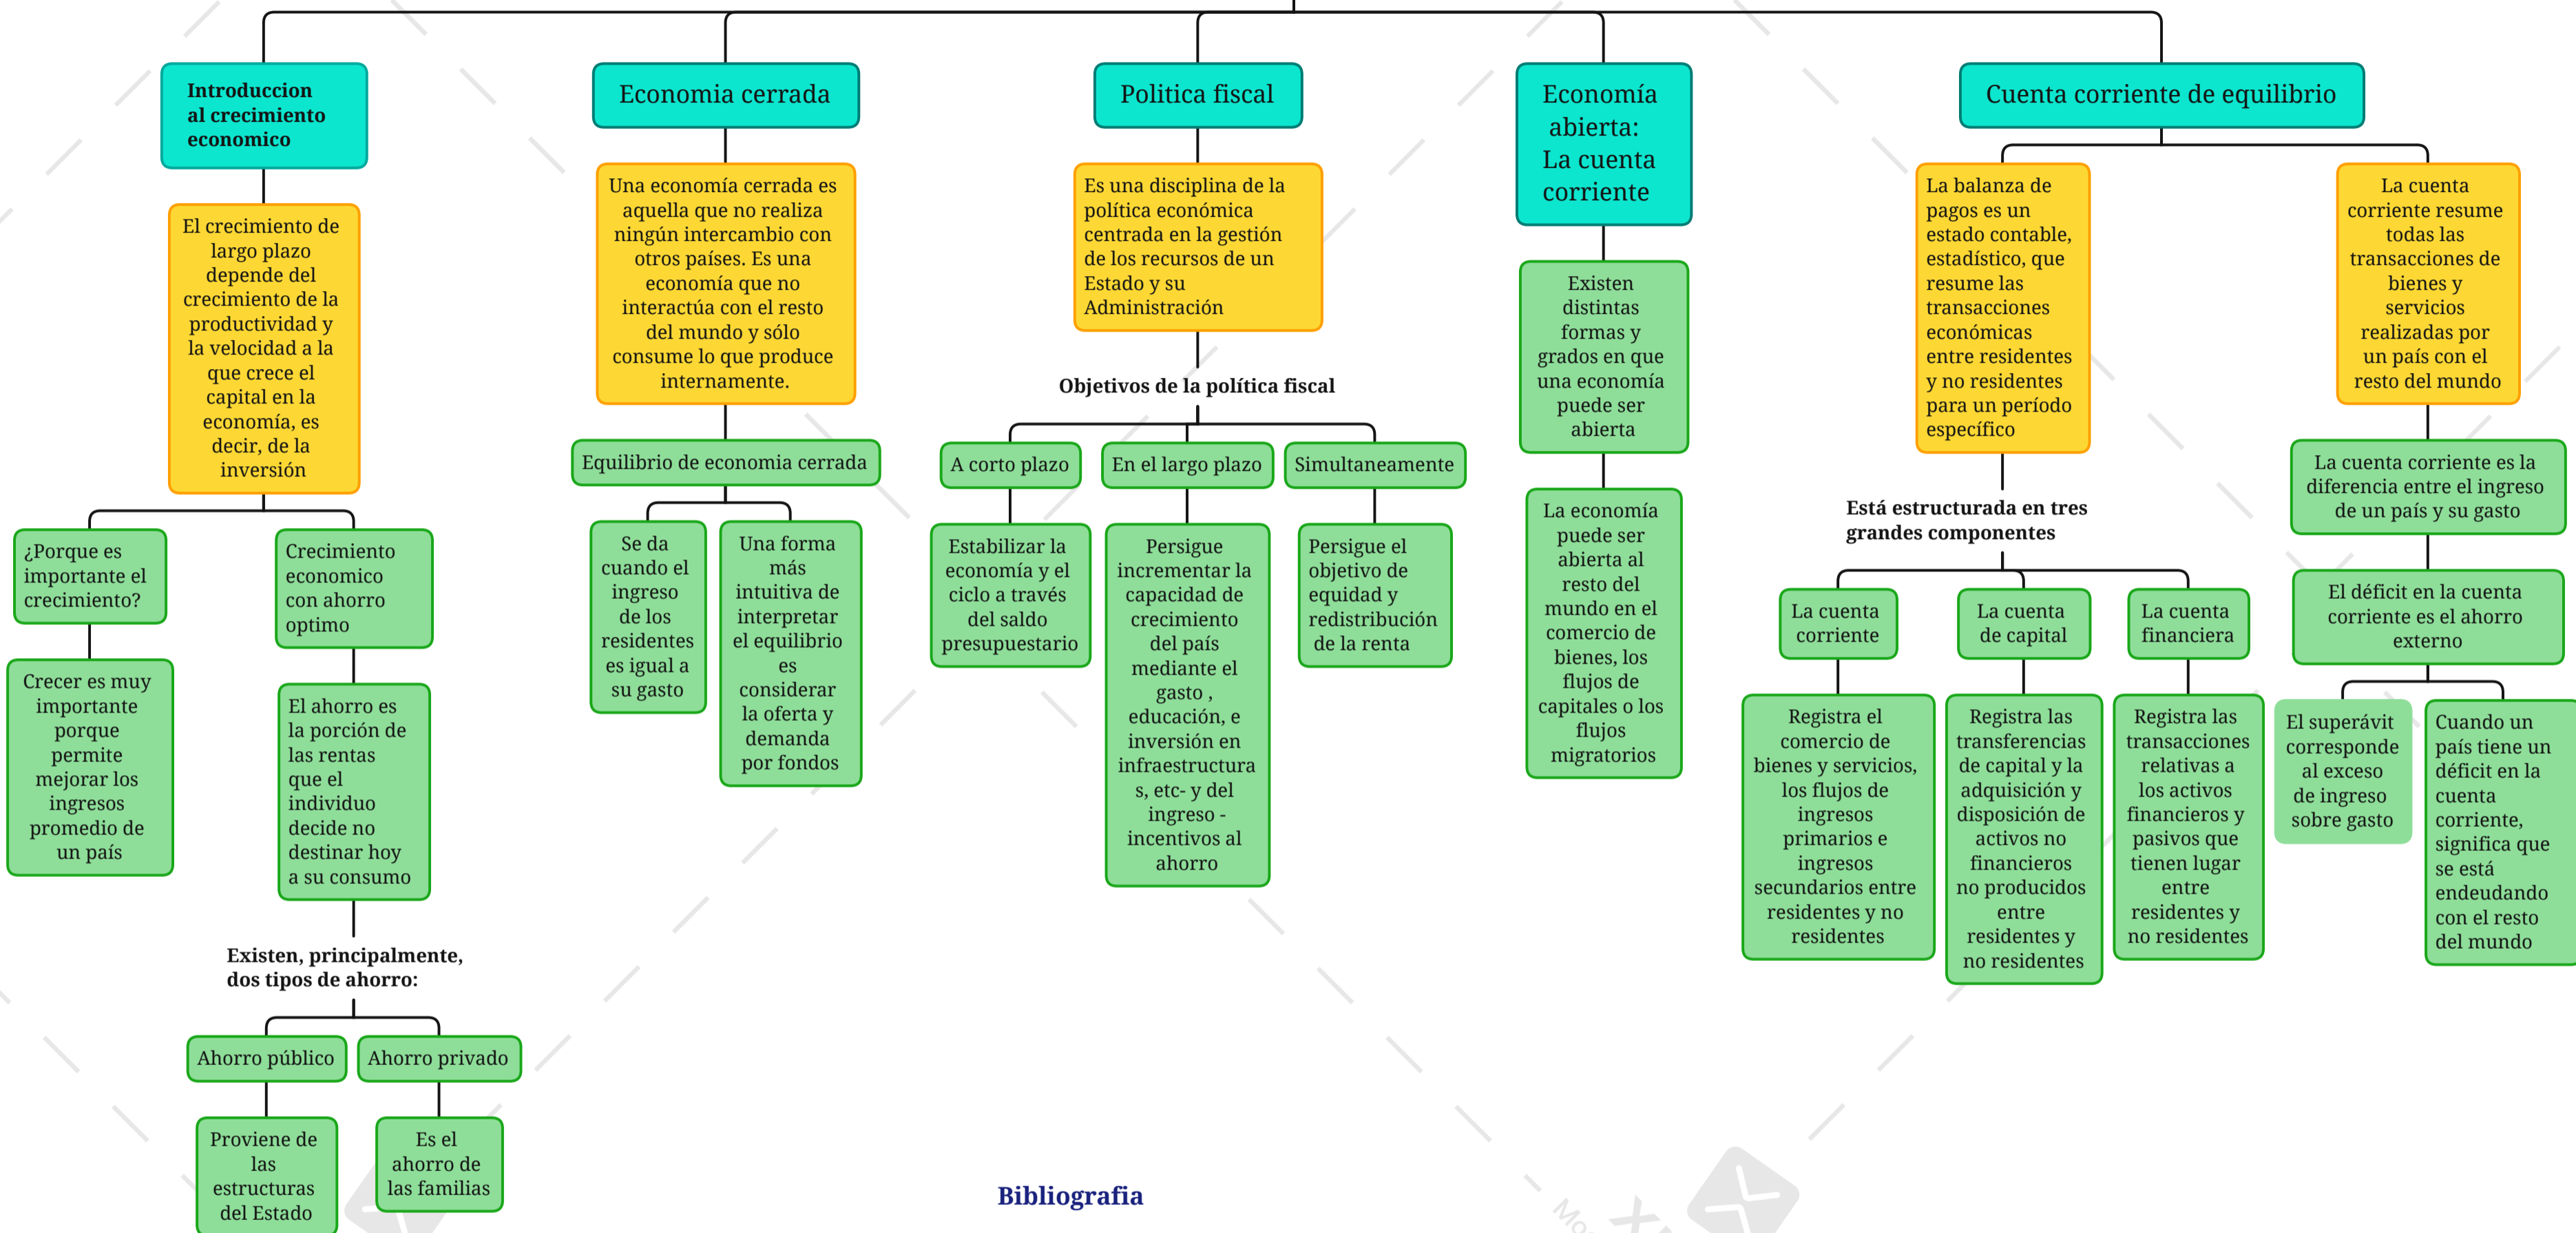 Introduccion
al crecimiento
economico
El crecimiento de
largo plazo
depende del
crecimiento de la
productividad y
la velocidad a la
que crece el
capital en la
economía, es
decir, de la
inversión
¿Porque es
importante el
crecimiento?
Crecer es muy
importante
porque
permite
mejorar los
ingresos
promedio de
un país
Crecimiento
economico
con ahorro
optimo
El ahorro es
la porción de
las rentas
que el
individuo
decide no
destinar hoy
a su consumo
Existen, principalmente,
dos tipos de ahorro:
Ahorro público
Proviene de
las
estructuras
del Estado
Ahorro privado
Es el
ahorro de
las familias
Economia cerrada
Una economía cerrada es
aquella que no realiza
ningún intercambio con
otros países. Es una
economía que no
interactúa con el resto
del mundo y sólo
consume lo que produce
internamente.
Equilibrio de economia cerrada
Se da
cuando el
ingreso
de los
residentes
es igual a
su gasto
Una forma
más
intuitiva de
interpretar
el equilibrio
es
considerar
la oferta y
demanda
por fondos
Politica fiscal
Es una disciplina de la
política económica
centrada en la gestión
de los recursos de un
Estado y su
Administración
Objetivos de la política fiscal
A corto plazo
Estabilizar la
economía y el
ciclo a través
del saldo
presupuestario
En el largo plazo
Persigue
incrementar la
capacidad de
crecimiento
del país
mediante el
gasto ,
educación, e
inversión en
infraestructura
s, etc- y del
ingreso -
incentivos al
ahorro
Simultaneamente
Persigue el
objetivo de
equidad y
redistribución
de la renta
Economía
abierta:
La cuenta
corriente
Existen
distintas
formas y
grados en que
una economía
puede ser
abierta
La economía
puede ser
abierta al
resto del
mundo en el
comercio de
bienes, los
flujos de
capitales o los
flujos
migratorios
Cuenta corriente de equilibrio
La balanza de
pagos es un
estado contable,
estadístico, que
resume las
transacciones
económicas
entre residentes
y no residentes
para un período
específico
Está estructurada en tres
grandes componentes
La cuenta
corriente
Registra el
comercio de
bienes y servicios,
los flujos de
ingresos
primarios e
ingresos
secundarios entre
residentes y no
residentes
La cuenta
de capital
Registra las
transferencias
de capital y la
adquisición y
disposición de
activos no
financieros
no producidos
entre
residentes y
no residentes
La cuenta
financiera
Registra las
transacciones
relativas a
los activos
financieros y
pasivos que
tienen lugar
entre
residentes y
no residentes
La cuenta
corriente resume
todas las
transacciones de
bienes y
servicios
realizadas por
un país con el
resto del mundo
La cuenta corriente es la
diferencia entre el ingreso
de un país y su gasto
El déficit en la cuenta
corriente es el ahorro
externo
El superávit
corresponde
al exceso
de ingreso
sobre gasto
Cuando un
país tiene un
déficit en la
cuenta
corriente,
significa que
se está
endeudando
con el resto
del mundo
Bibliografia